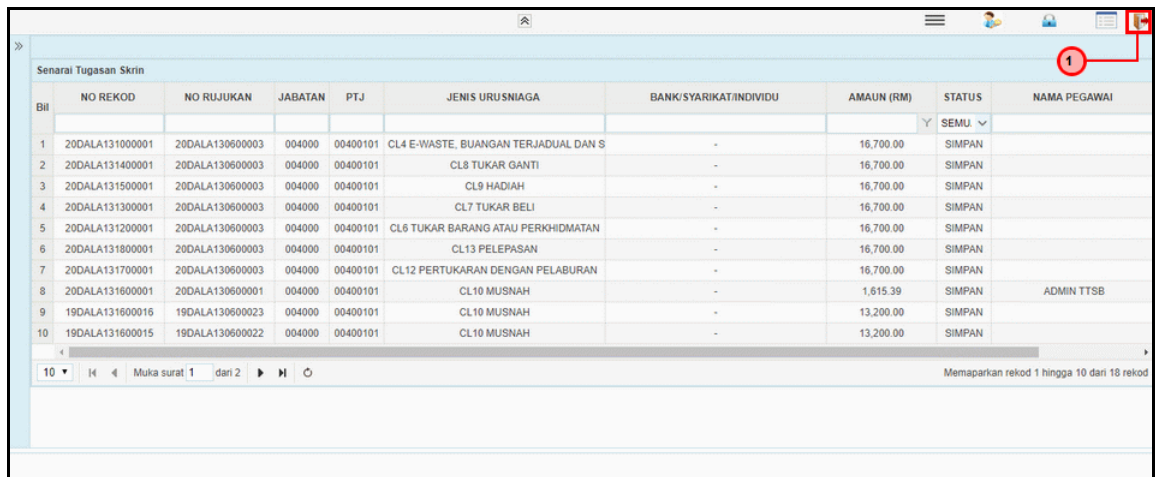 1
Senarai Tugasan Skrin
Bil NO REKOD NO RUJUKAN JABATAN PTJ JENIS URUSNIAGA BANK/SYARIKAT/INDIVIDU AMAUN (RM) STATUS NAMA PEGAWAI
SEMU.
1 20DALA131000001 20DALA130600003 004000 00400101 CL4 E-WASTE, BUANGAN TERJADUAL DAN S - 16,700.00 SIMPAN
2 20DALA131400001 20DALA130600003 004000 00400101 CL8 TUKAR GANTI - 16,700.00 SIMPAN
3 20DALA131500001 20DALA130600003 004000 00400101 CL9 HADIAH - 16,700.00 SIMPAN
4 20DALA131300001 20DALA130600003 004000 00400101 CL7 TUKAR BELI - 16,700.00 SIMPAN
5 20DALA131200001 20DALA130600003 004000 00400101 CL6 TUKAR BARANG ATAU PERKHIDMATAN - 16,700.00 SIMPAN
6 20DALA131800001 20DALA130600003 004000 00400101 CL13 PELEPASAN - 16,700.00 SIMPAN
7 20DALA131700001 20DALA130600003 004000 00400101 CL12 PERTUKARAN DENGAN PELABURAN - 16,700.00 SIMPAN
8 20DALA131600001 20DALA130600001 004000 00400101 CL10 MUSNAH - 1,615.39 SIMPAN ADMIN TTSB
9 19DALA131600016 19DALA130600023 004000 00400101 CL10 MUSNAH - 13,200.00 SIMPAN
10 19DALA131600015 19DALA130600022 004000 00400101 CL10 MUSNAH - 13,200.00 SIMPAN
10 Muka surat 1 dari 2 Memaparkan rekod 1 hingga 10 dari 18 rekod